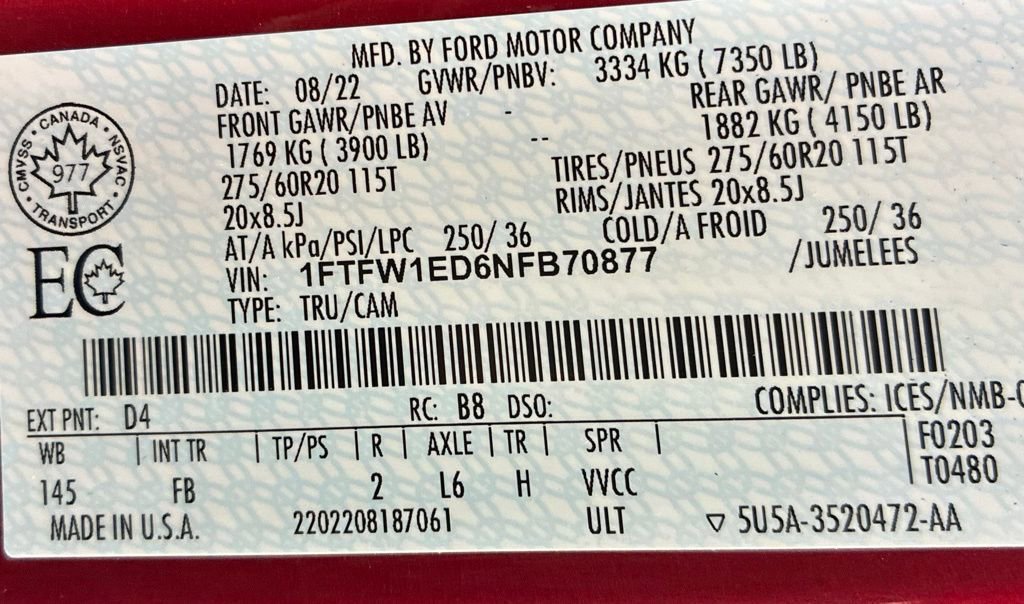 MFD. BY FORD MOTOR COMPANY
DATE: 08/22 GVWR/PNBV: 3334 KG ( 7350 LB)
FRONT GAWR/PNBE AV - REAR GAWR/ PNBE AR
1769 KG ( 3900 LB) -- 1882 KG ( 4150 LB)
275/60R20 115T TIRES/PNEUS 275/60R20 115T
20x8.5J RIMS/JANTES 20x8.5J
AT/A kPa/PSI/LPC 250/ 36 COLD/A FROID 250/ 36
VIN: 1FTFW1ED6NFB70877 /JUMELEES
TYPE: TRU/CAM
CMVSS · CANADA · NSVAC · TRANSPORT ·
977
EC
EXT PNT: D4 RC: B8 DSO: COMPLIES: ICES/NMB-
WB | INT TR | TP/PS | R | AXLE | TR | SPR | F0203
145 FB 2 L6 H VVCC T0480
MADE IN U.S.A. 2202208187061 ULT ▽ 5U5A-3520472-AA